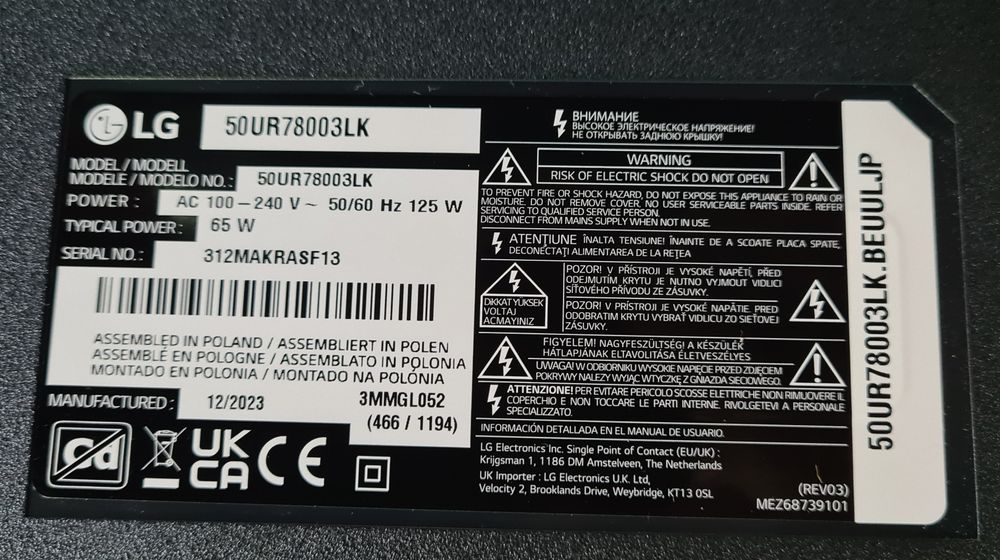 LG
50UR78003LK
MODEL / MODELL
MODELE / MODELO NO. : 50UR78003LK
POWER : AC 100 – 240 V ~ 50/60 Hz 125 W
TYPICAL POWER : 65 W
SERIAL NO. : 312MAKRASF13
ASSEMBLED IN POLAND / ASSEMBLIERT IN POLEN
ASSEMBLÉ EN POLOGNE / ASSEMBLATO IN POLONIA
MONTADO EN POLONIA / MONTADO NA POLÓNIA
MANUFACTURED : 12/2023 3MMGL052
(466 / 1194)
Cd
UK
CA
CE
ВНИМАНИЕ
ВЫСОКОЕ ЭЛЕКТРИЧЕСКОЕ НАПРЯЖЕНИЕ!
НЕ ОТКРЫВАТЬ ЗАДНЮЮ КРЫШКУ!
WARNING
RISK OF ELECTRIC SHOCK DO NOT OPEN
TO PREVENT FIRE OR SHOCK HAZARD, DO NOT EXPOSE THIS APPLIANCE TO RAIN OR
MOISTURE. DO NOT REMOVE COVER. NO USER SERVICEABLE PARTS INSIDE. REFER
SERVICING TO QUALIFIED SERVICE PERSON.
DISCONNECT FROM MAINS SUPPLY WHEN NOT IN USE.
ATENŢIUNE ÎNALTA TENSIUNE! ÎNAINTE DE A SCOATE PLACA SPATE,
DECONECTAŢI ALIMENTAREA DE LA REŢEA
DIKKAT YUKSEK
VOLTAJ
ACMAYINIZ
POZOR! V PŘÍSTROJI JE VYSOKÉ NAPĚTÍ, PŘED
ODEJMUTÍM KRYTU JE NUTNO VYJMOUT VIDLICI
SÍŤOVÉHO PŘÍVODU ZE ZÁSUVKY.
POZOR! V PRÍSTROJI JE VYSOKÉ NAPÄTIE. PRED
ODOBRATIM KRYTU VYBRAŤ VIDLICU ZO SIEŤOVEJ
ZÁSUVKY.
FIGYELEM! NAGYFESZÜLTSÉG! A KÉSZÜLÉK
HÁTLAPJÁNAK ELTAVOLITÁSA ÉLETVESZÉLYES
UWAGA! W ODBIORNIKU WYSOKIE NAPIĘCIE PRZED ZDJĘCIEM
POKRYWY NALEŻY WYJĄĆ WTYCZKĘ Z GNIAZDA SIECIOWEGO.
ATTENZIONE! PER EVITARE PERICOLO SCOSSE ELETTRICHE NON RIMUOVERE IL
COPERCHIO E NON TOCCARE LE PARTI INTERNE. RIVOLGETEVI A PERSONALE
SPECIALIZZATO.
INFORMACIÓN DETALLADA EN EL MANUAL DE USUARIO.
LG Electronics Inc. Single Point of Contact (EU/UK) :
Krijgsman 1, 1186 DM Amstelveen, The Netherlands
UK Importer : LG Electronics U.K. Ltd,
Velocity 2, Brooklands Drive, Weybridge, KT13 0SL
(REV03)
MEZ68739101
50UR78003LK.BEUULJP